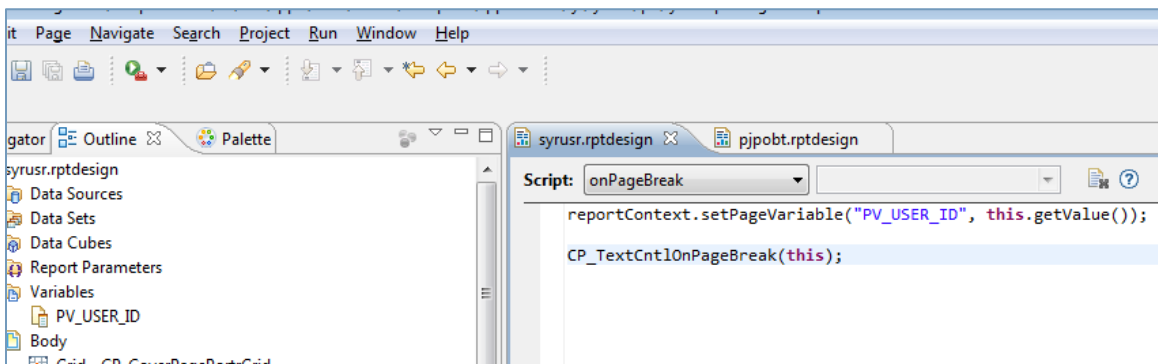 it Page Navigate Search Project Run Window Help
gator Outline Palette
syrusr.rptdesign pjpobt.rptdesign
syrusr.rptdesign
Data Sources
Data Sets
Data Cubes
Report Parameters
Variables
PV_USER_ID
Body
Script: onPageBreak
reportContext.setPageVariable("PV_USER_ID", this.getValue());
CP_TextCntlOnPageBreak(this);